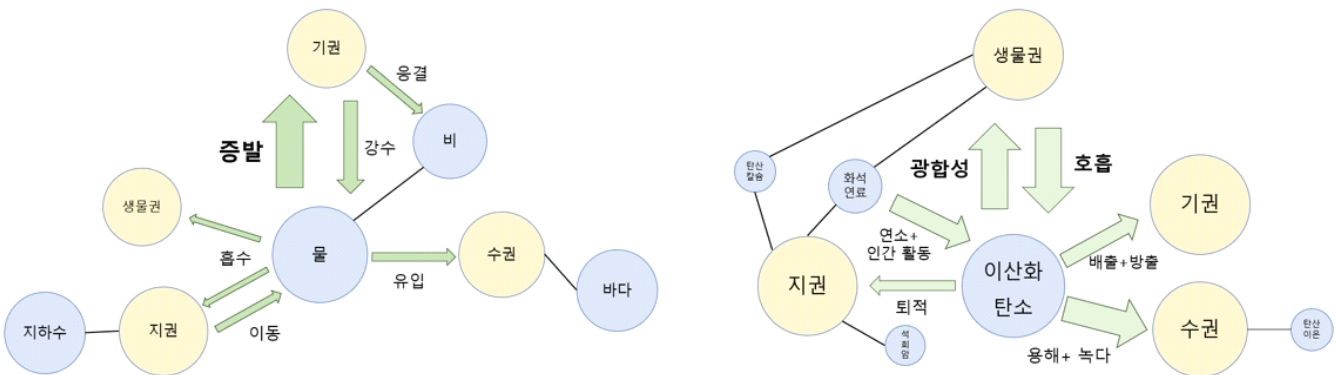 기권
응결
비
증발
강수
생물권
흡수
물
유입
수권
바다
지하수
지권
이동
생물권
탄산
칼슘
화석
연료
광합성
호흡
기권
연소+
인간 활동
이산화
탄소
배출+방출
지권
퇴적
석
회
암
용해+ 녹다
수권
탄산
이온